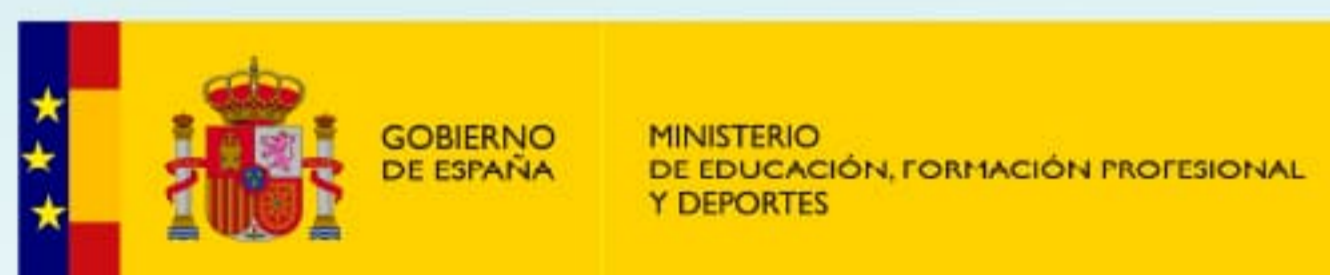 GOBIERNO
DE ESPAÑA
MINISTERIO
DE EDUCACIÓN, FORMACIÓN PROFESIONAL
Y DEPORTES